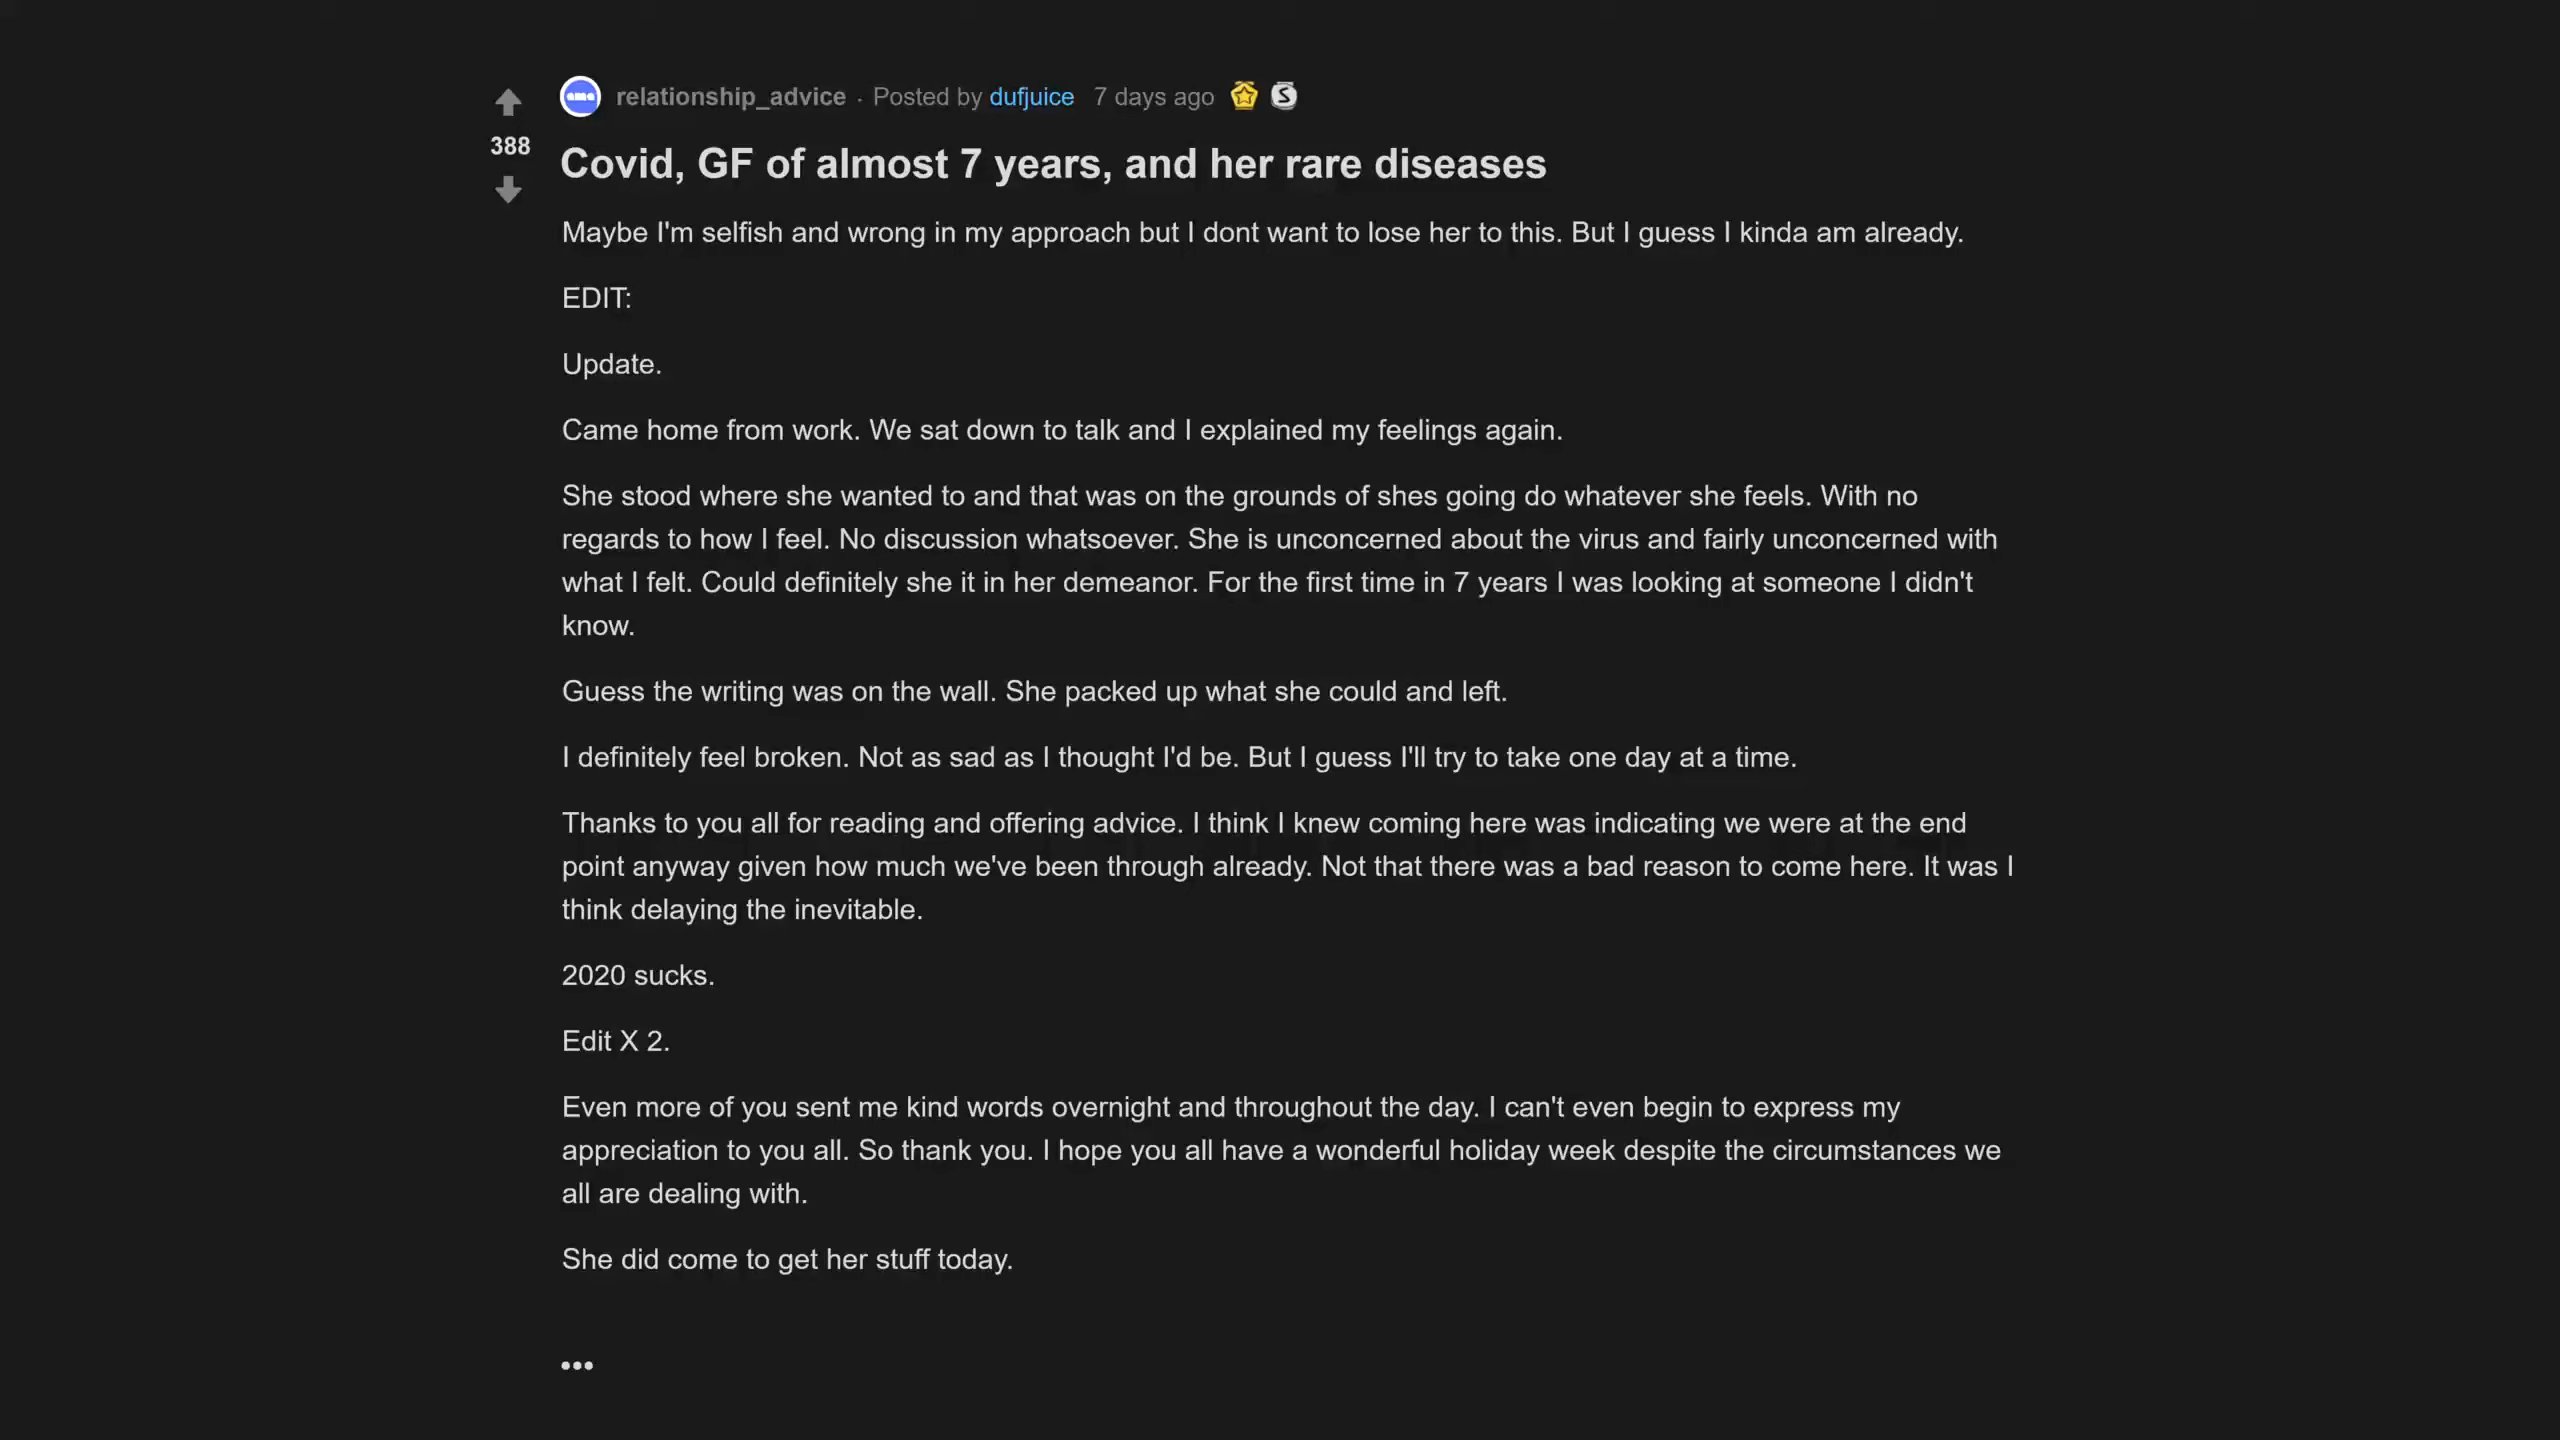 relationship_advice · Posted by dufjuice 7 days ago
388
Covid, GF of almost 7 years, and her rare diseases
Maybe I'm selfish and wrong in my approach but I dont want to lose her to this. But I guess I kinda am already.
EDIT:
Update.
Came home from work. We sat down to talk and I explained my feelings again.
She stood where she wanted to and that was on the grounds of shes going do whatever she feels. With no
regards to how I feel. No discussion whatsoever. She is unconcerned about the virus and fairly unconcerned with
what I felt. Could definitely she it in her demeanor. For the first time in 7 years I was looking at someone I didn't
know.
Guess the writing was on the wall. She packed up what she could and left.
I definitely feel broken. Not as sad as I thought I'd be. But I guess I'll try to take one day at a time.
Thanks to you all for reading and offering advice. I think I knew coming here was indicating we were at the end
point anyway given how much we've been through already. Not that there was a bad reason to come here. It was I
think delaying the inevitable.
2020 sucks.
Edit X 2.
Even more of you sent me kind words overnight and throughout the day. I can't even begin to express my
appreciation to you all. So thank you. I hope you all have a wonderful holiday week despite the circumstances we
all are dealing with.
She did come to get her stuff today.